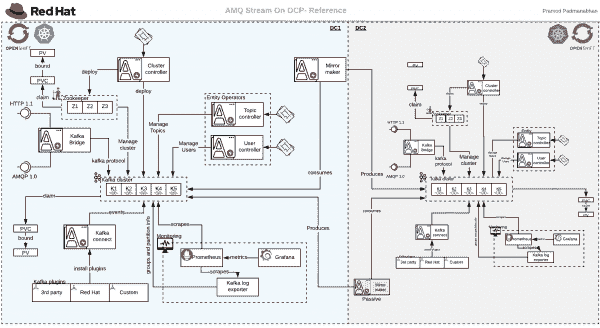 Red Hat
AMQ Stream On DCP- Reference
Pramod Padmanabhan
DC1
DC2
OPENSHIFT
PV
bound
PVC
claim
HTTP 1.1
Zookeeper
Z1 Z2 Z3
deploy
Cluster
controller
deploy
Kafka
Bridge
AMQP 1.0
kafka protocol
Manage
cluster
Manage
Topics
Manage
Users
Entity Operators
Topic
controller
User
controller
Mirror
maker
consumes
Kafka cluster
K1 K2 K3 K4 K5
claim
PVC
bound
PV
events
Kafka
connect
install plugins
Kafka plugins
3rd party
Red Hat
Custom
groups and partition info
scrapes
Monitoring
Prometheus
metrics
Grafana
scrapes
Kafka log
exporter
Produces
Produces
consumes
Mirror
maker
Passive
OPENSHIFT
PV
PVC
claim
HTTP 1.1
Z1 Z2 Z3
Cluster
controller
Kafka
Bridge
AMQP 1.0
kafka
protocol
Manage
cluster
Entity
Topic
controller
User
controller
Kafka cluster
K1 K2 K3 K4 K5
Kafka
connect
3rd party
Red Hat
Custom
Prometheus
Grafana
Kafka log
exporter